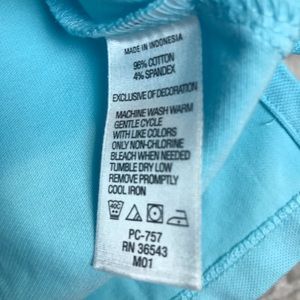 MADE IN INDONESIA
96% COTTON
4% SPANDEX
EXCLUSIVE OF DECORATION
MACHINE WASH WARM
GENTLE CYCLE
WITH LIKE COLORS
ONLY NON-CHLORINE
BLEACH WHEN NEEDED
TUMBLE DRY LOW
REMOVE PROMPTLY
COOL IRON
40C
PC-757
RN 36543
M01